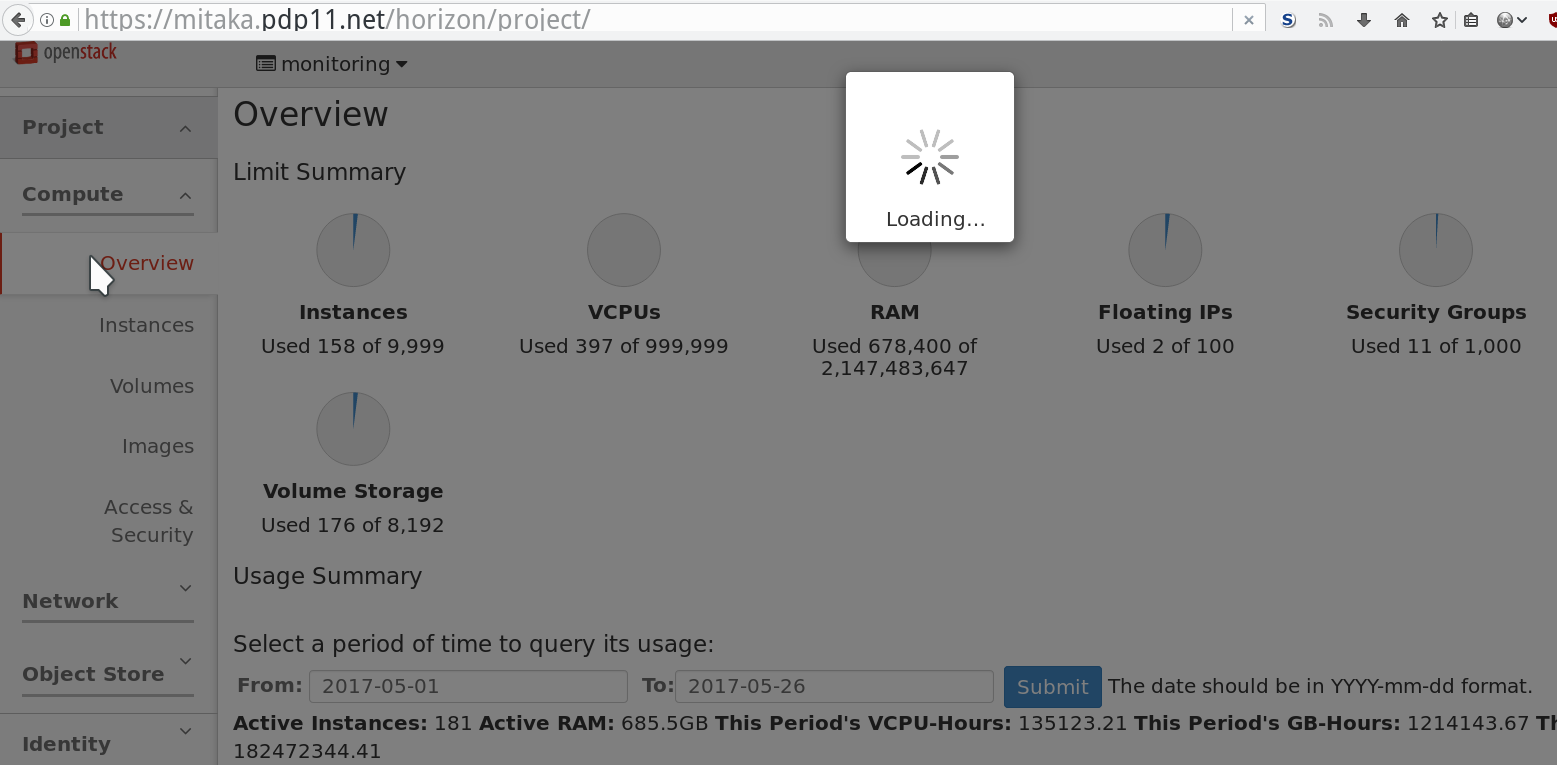 https://mitaka.pdp11.net/horizon/project/
openstack
monitoring
Project
Compute
Overview
Instances
Volumes
Images
Access &
Security
Network
Object Store
Identity
Overview
Limit Summary
Instances
Used 158 of 9,999
VCPUs
Used 397 of 999,999
RAM
Used 678,400 of
2,147,483,647
Floating IPs
Used 2 of 100
Security Groups
Used 11 of 1,000
Volume Storage
Used 176 of 8,192
Loading...
Usage Summary
Select a period of time to query its usage:
From: 2017-05-01 To: 2017-05-26 Submit The date should be in YYYY-mm-dd format.
Active Instances: 181 Active RAM: 685.5GB This Period's VCPU-Hours: 135123.21 This Period's GB-Hours: 1214143.67
182472344.41